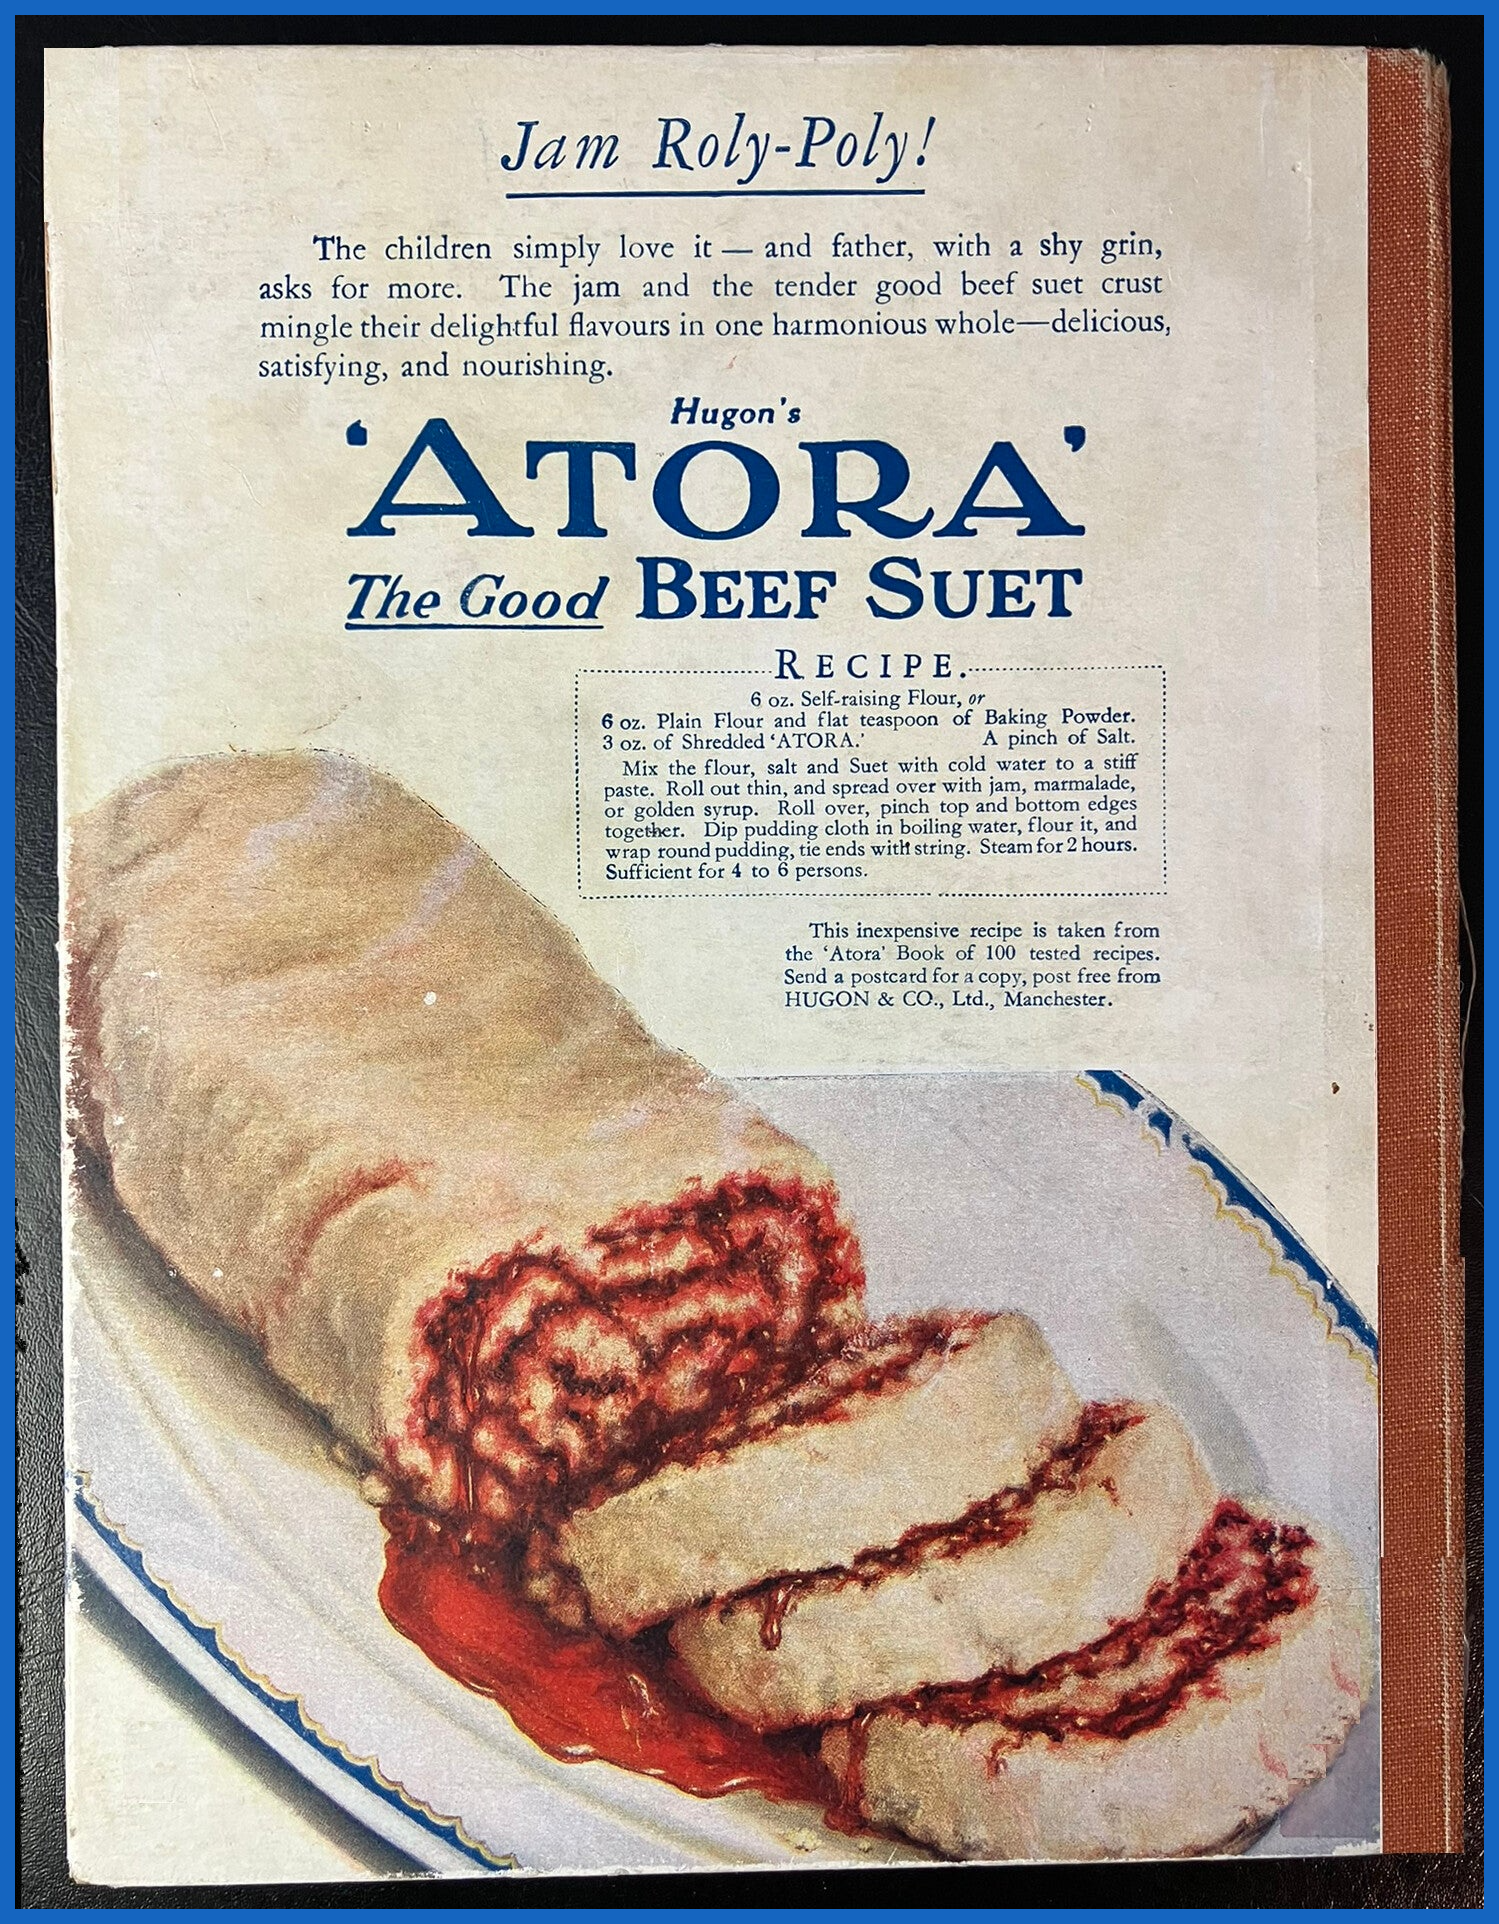 Jam Roly-Poly!
The children simply love it — and father, with a shy grin,
asks for more. The jam and the tender good beef suet crust
mingle their delightful flavours in one harmonious whole—delicious,
satisfying, and nourishing.
Hugon's
'ATORA'
The Good BEEF SUET
RECIPE.
6 oz. Self-raising Flour, or
6 oz. Plain Flour and flat teaspoon of Baking Powder.
3 oz. of Shredded 'ATORA.' A pinch of Salt.
Mix the flour, salt and Suet with cold water to a stiff
paste. Roll out thin, and spread over with jam, marmalade,
or golden syrup. Roll over, pinch top and bottom edges
together. Dip pudding cloth in boiling water, flour it, and
wrap round pudding, tie ends with string. Steam for 2 hours.
Sufficient for 4 to 6 persons.
This inexpensive recipe is taken from
the 'Atora' Book of 100 tested recipes.
Send a postcard for a copy, post free from
HUGON & CO., Ltd., Manchester.